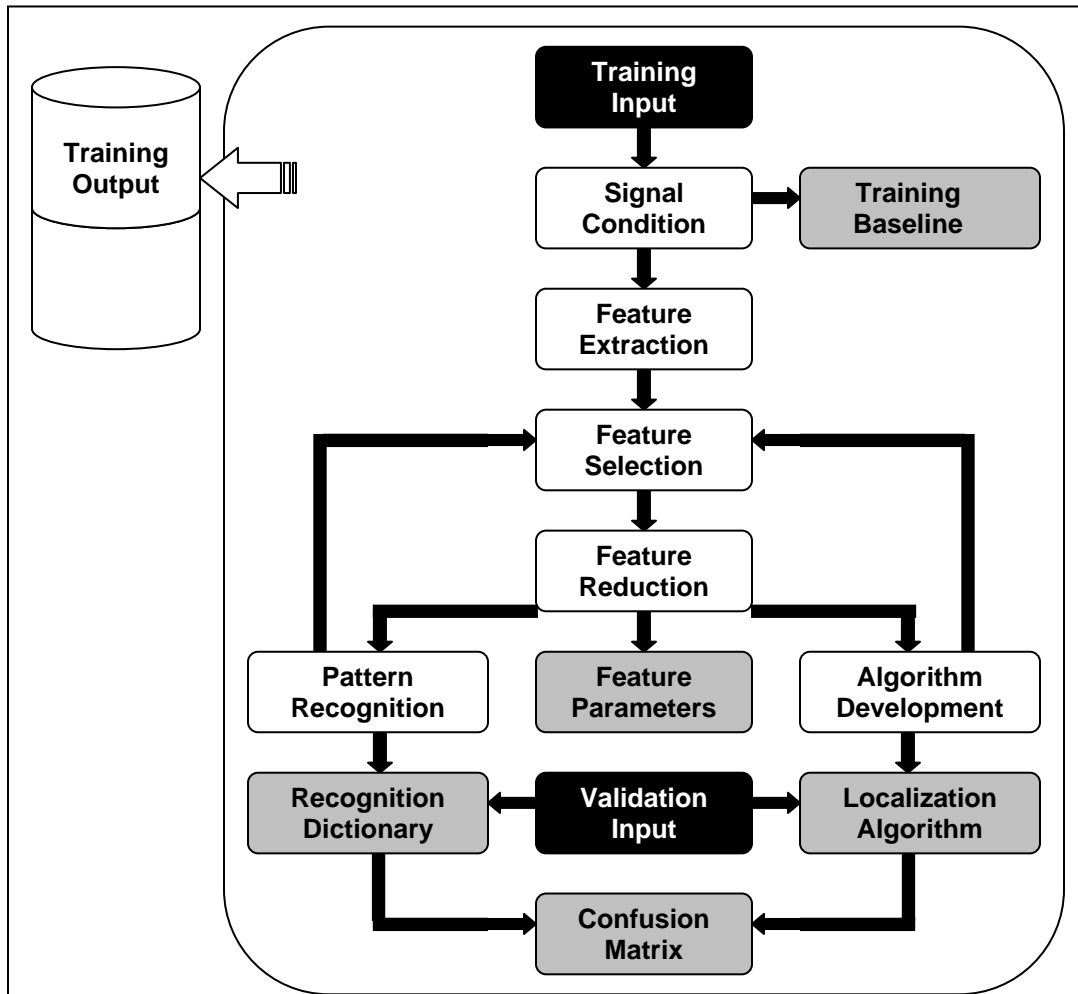 Training
Input
Training
Output
Signal
Condition
Training
Baseline
Feature
Extraction
Feature
Selection
Feature
Reduction
Pattern
Recognition
Feature
Parameters
Algorithm
Development
Recognition
Dictionary
Validation
Input
Localization
Algorithm
Confusion
Matrix